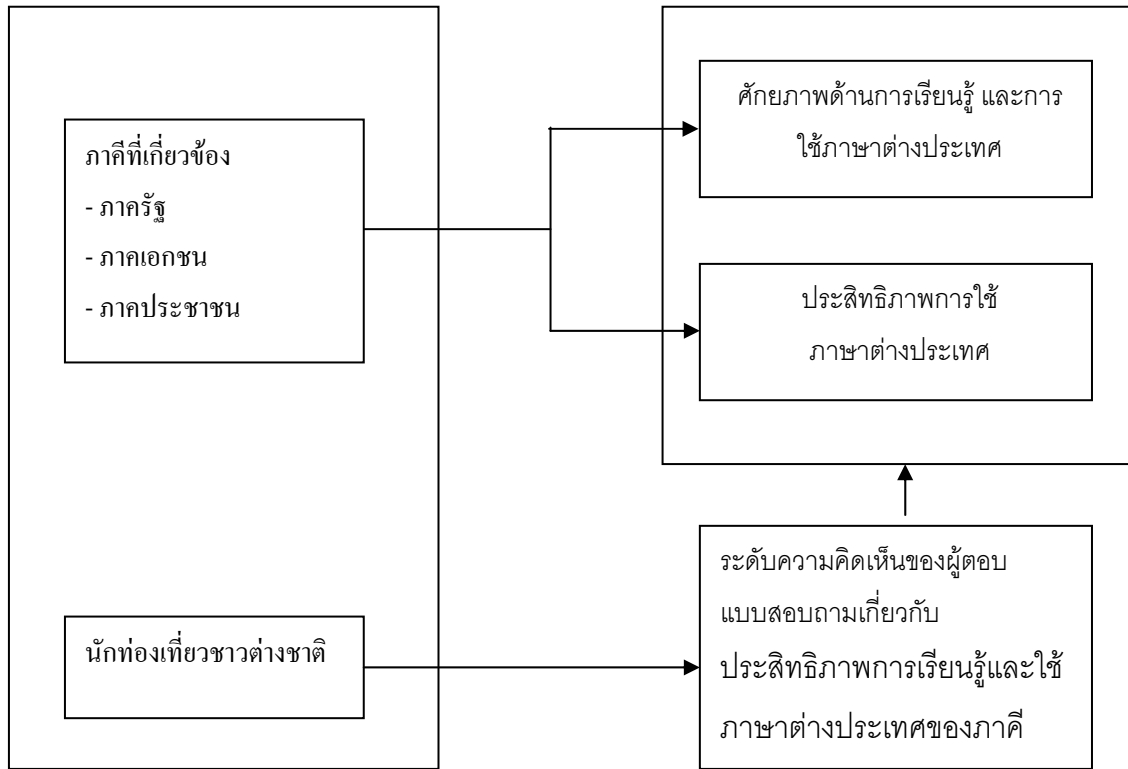 ภาคีที่เกี่ยวข้อง
- ภาครัฐ
- ภาคเอกชน
- ภาคประชาชน
นักท่องเที่ยวชาวต่างชาติ
ศักยภาพด้านการเรียนรู้ และการ
ใช้ภาษาต่างประเทศ
ประสิทธิภาพการใช้
ภาษาต่างประเทศ
ระดับความคิดเห็นของผู้ตอบ
แบบสอบถามเกี่ยวกับ
ประสิทธิภาพการเรียนรู้และใช้
ภาษาต่างประเทศของภาคี